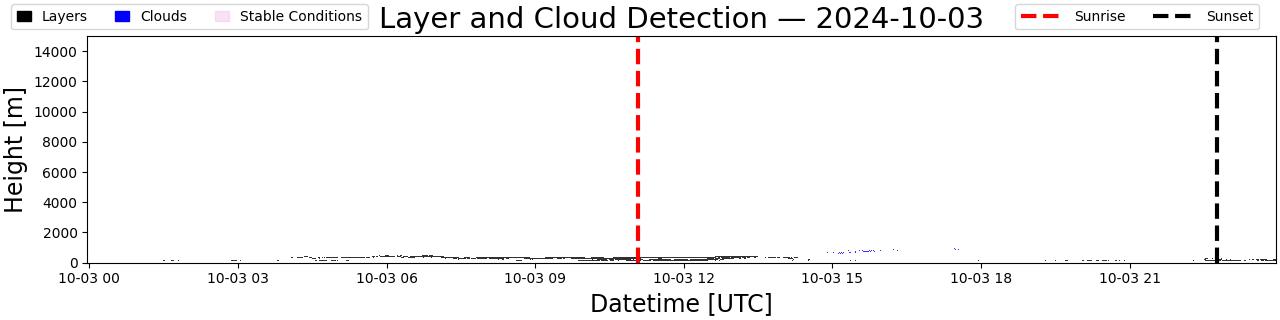 Layers Clouds Stable Conditions Layer and Cloud Detection — 2024-10-03 Sunrise Sunset
14000
12000
10000
8000
6000
4000
2000
0
Height [m]
10-03 00 10-03 03 10-03 06 10-03 09 10-03 12 10-03 15 10-03 18 10-03 21
Datetime [UTC]